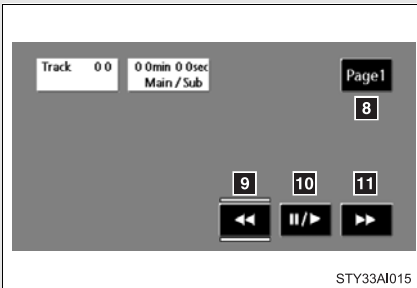 Track 0 0
0 0min 0 0sec
Main / Sub
Page1
8
9 10 11
STY33AI015